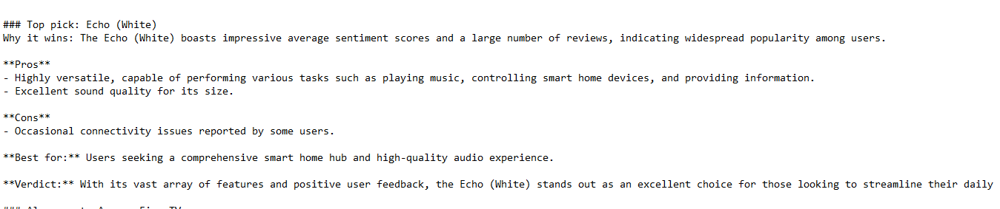 ### Top pick: Echo (White)
Why it wins: The Echo (White) boasts impressive average sentiment scores and a large number of reviews, indicating widespread popularity among users.
**Pros**
- Highly versatile, capable of performing various tasks such as playing music, controlling smart home devices, and providing information.
- Excellent sound quality for its size.
**Cons**
- Occasional connectivity issues reported by some users.
**Best for:** Users seeking a comprehensive smart home hub and high-quality audio experience.
**Verdict:** With its vast array of features and positive user feedback, the Echo (White) stands out as an excellent choice for those looking to streamline their daily